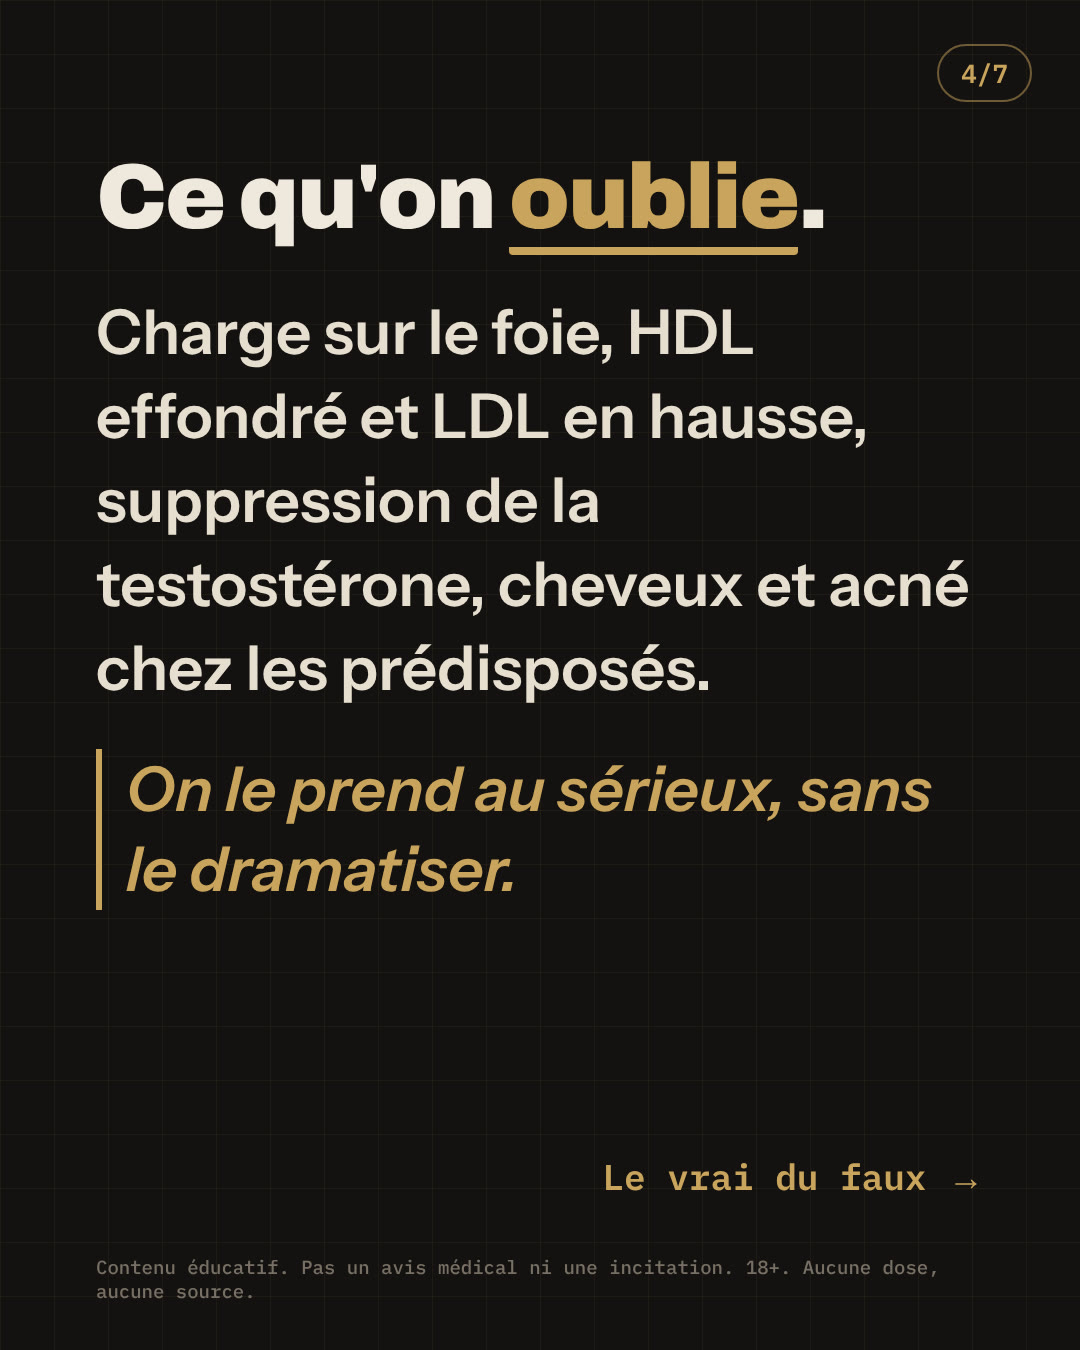 4/7
Ce qu'on oublie.
Charge sur le foie, HDL
effondré et LDL en hausse,
suppression de la
testostérone, cheveux et acné
chez les prédisposés.
On le prend au sérieux, sans
le dramatiser.
Le vrai du faux →
Contenu éducatif. Pas un avis médical ni une incitation. 18+. Aucune dose,
aucune source.